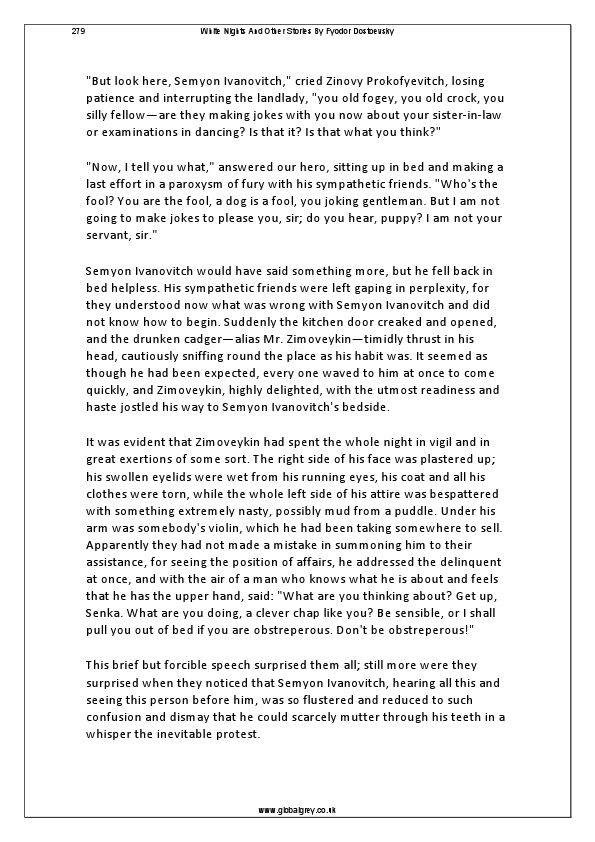 279 White Nights And Other Stories By Fyodor Dostoevsky
"But look here, Semyon Ivanovitch," cried Zinovy Prokofyevitch, losing
patience and interrupting the landlady, "you old fogey, you old crock, you
silly fellow—are they making jokes with you now about your sister-in-law
or examinations in dancing? Is that it? Is that what you think?"
"Now, I tell you what," answered our hero, sitting up in bed and making a
last effort in a paroxysm of fury with his sympathetic friends. "Who's the
fool? You are the fool, a dog is a fool, you joking gentleman. But I am not
going to make jokes to please you, sir; do you hear, puppy? I am not your
servant, sir."
Semyon Ivanovitch would have said something more, but he fell back in
bed helpless. His sympathetic friends were left gaping in perplexity, for
they understood now what was wrong with Semyon Ivanovitch and did
not know how to begin. Suddenly the kitchen door creaked and opened,
and the drunken cadger—alias Mr. Zimoveykin—timidly thrust in his
head, cautiously sniffing round the place as his habit was. It seemed as
though he had been expected, every one waved to him at once to come
quickly, and Zimoveykin, highly delighted, with the utmost readiness and
haste jostled his way to Semyon Ivanovitch's bedside.
It was evident that Zimoveykin had spent the whole night in vigil and in
great exertions of some sort. The right side of his face was plastered up;
his swollen eyelids were wet from his running eyes, his coat and all his
clothes were torn, while the whole left side of his attire was bespattered
with something extremely nasty, possibly mud from a puddle. Under his
arm was somebody's violin, which he had been taking somewhere to sell.
Apparently they had not made a mistake in summoning him to their
assistance, for seeing the position of affairs, he addressed the delinquent
at once, and with the air of a man who knows what he is about and feels
that he has the upper hand, said: "What are you thinking about? Get up,
Senka. What are you doing, a clever chap like you? Be sensible, or I shall
pull you out of bed if you are obstreperous. Don't be obstreperous!"
This brief but forcible speech surprised them all; still more were they
surprised when they noticed that Semyon Ivanovitch, hearing all this and
seeing this person before him, was so flustered and reduced to such
confusion and dismay that he could scarcely mutter through his teeth in a
whisper the inevitable protest.
www.globalgrey.co.uk